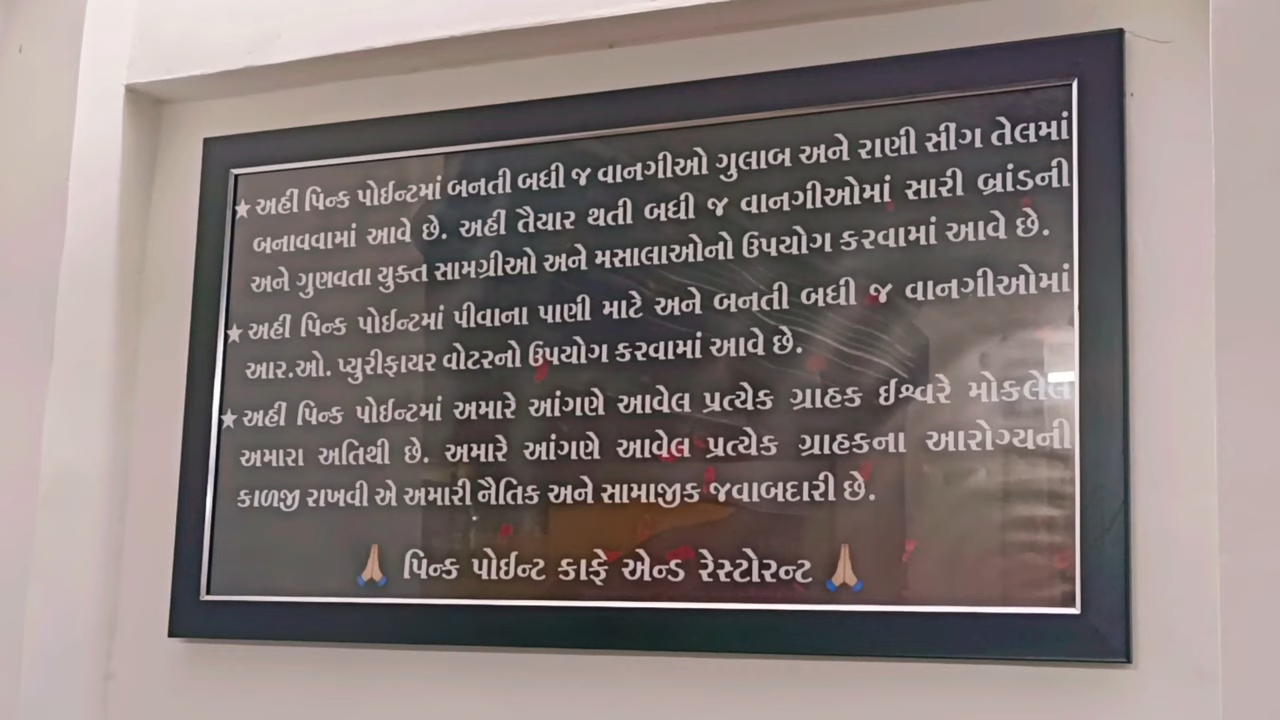 ★ અહીં પિન્ક પોઈન્ટમાં બનતી બધી જ વાનગીઓ ગુલાબ અને રાણી સીંગ તેલમાં
બનાવવામાં આવે છે. અહીં તૈયાર થતી બધી જ વાનગીઓમાં સારી બ્રાંડની
અને ગુણવતા યુક્ત સામગ્રીઓ અને મસાલાઓનો ઉપયોગ કરવામાં આવે છે.
★ અહીં પિન્ક પોઈન્ટમાં પીવાના પાણી માટે અને બનતી બધી જ વાનગીઓમાં
આર.ઓ. પ્યુરીફાયર વોટરનો ઉપયોગ કરવામાં આવે છે.
★ અહીં પિન્ક પોઈન્ટમાં અમારે આંગણે આવેલ પ્રત્યેક ગ્રાહક ઈશ્વરે મોકલેલ
અમારા અતિથી છે. અમારે આંગણે આવેલ પ્રત્યેક ગ્રાહકના આરોગ્યની
કાળજી રાખવી એ અમારી નૈતિક અને સામાજીક જવાબદારી છે.
🙏 પિન્ક પોઈન્ટ કાફે એન્ડ રેસ્ટોરન્ટ 🙏